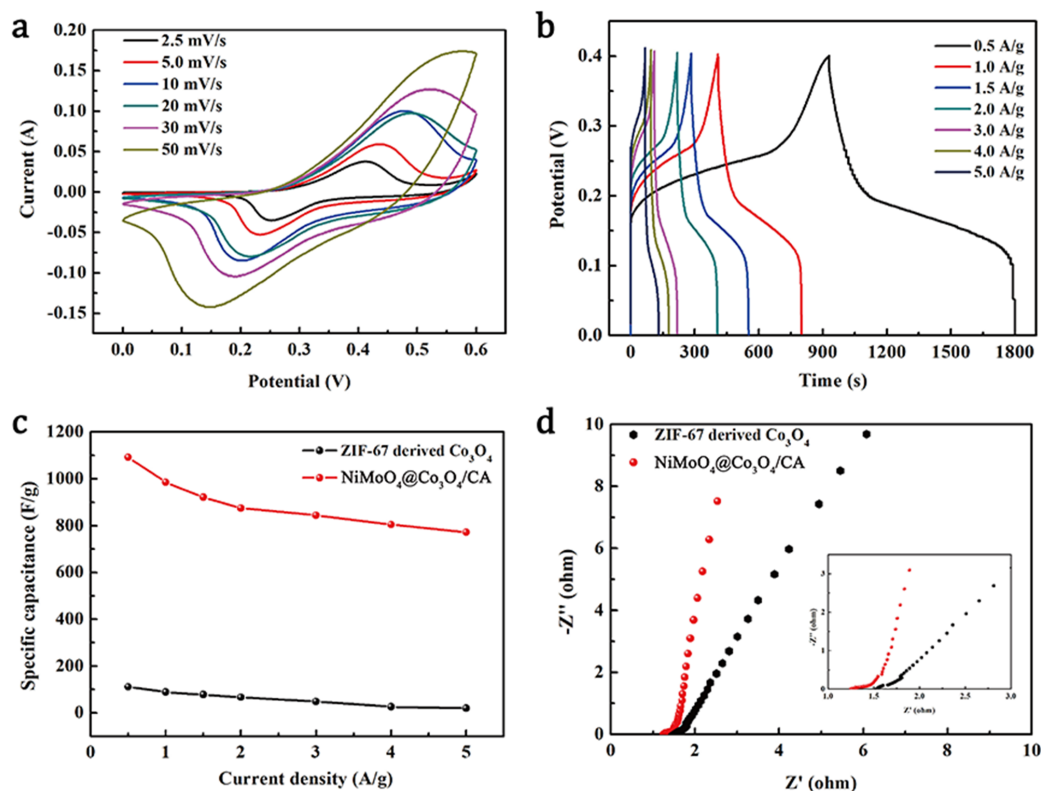 a
2.5 mV/s
5.0 mV/s
10 mV/s
20 mV/s
30 mV/s
50 mV/s
0.20
0.15
0.10
0.05
0.00
-0.05
-0.10
-0.15
Current (A)
0.0 0.1 0.2 0.3 0.4 0.5 0.6
Potential (V)
b
0.5 A/g
1.0 A/g
1.5 A/g
2.0 A/g
3.0 A/g
4.0 A/g
5.0 A/g
0.4
0.3
0.2
0.1
0.0
Potential (V)
0 300 600 900 1200 1500 1800
Time (s)
c
ZIF-67 derived Co₃O₄
NiMoO₄@Co₃O₄/CA
1200
1100
1000
800
600
400
200
100
0
Specific capacitance (F/g)
0 1 2 3 4 5
Current density (A/g)
d
ZIF-67 derived Co₃O₄
NiMoO₄@Co₃O₄/CA
10
8
6
4
2
0
-Z'' (ohm)
0 2 4 6 8 10
Z' (ohm)
3
2
1
0
-Z'' (ohm)
1.0 1.5 2.0 2.5 3.0
Z' (ohm)